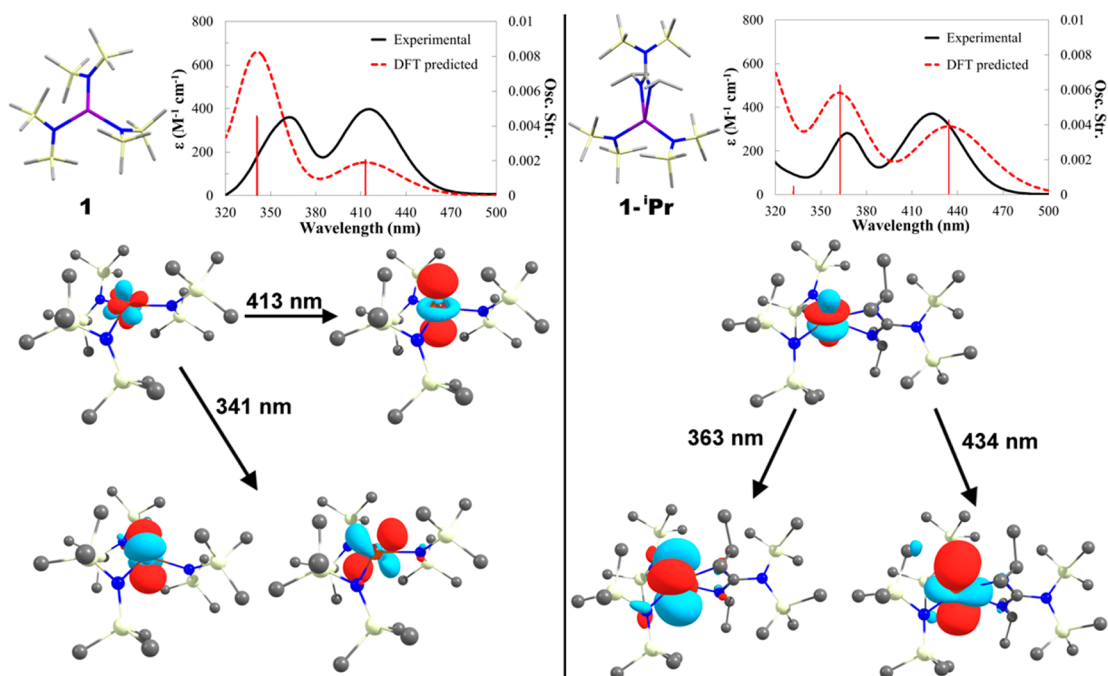 800
600
400
200
0
ε (M⁻¹ cm⁻¹)
Experimental
DFT predicted
0.01
0.008
0.006
0.004
0.002
0
Osc. Str.
320 360 380 410 440 470 500
Wavelength (nm)
1
413 nm
341 nm
800
600
400
200
0
ε (M⁻¹ cm⁻¹)
Experimental
DFT predicted
0.01
0.008
0.006
0.004
0.002
0
Osc. Str.
320 360 380 410 440 470 500
Wavelength (nm)
1-ⁱPr
363 nm
434 nm